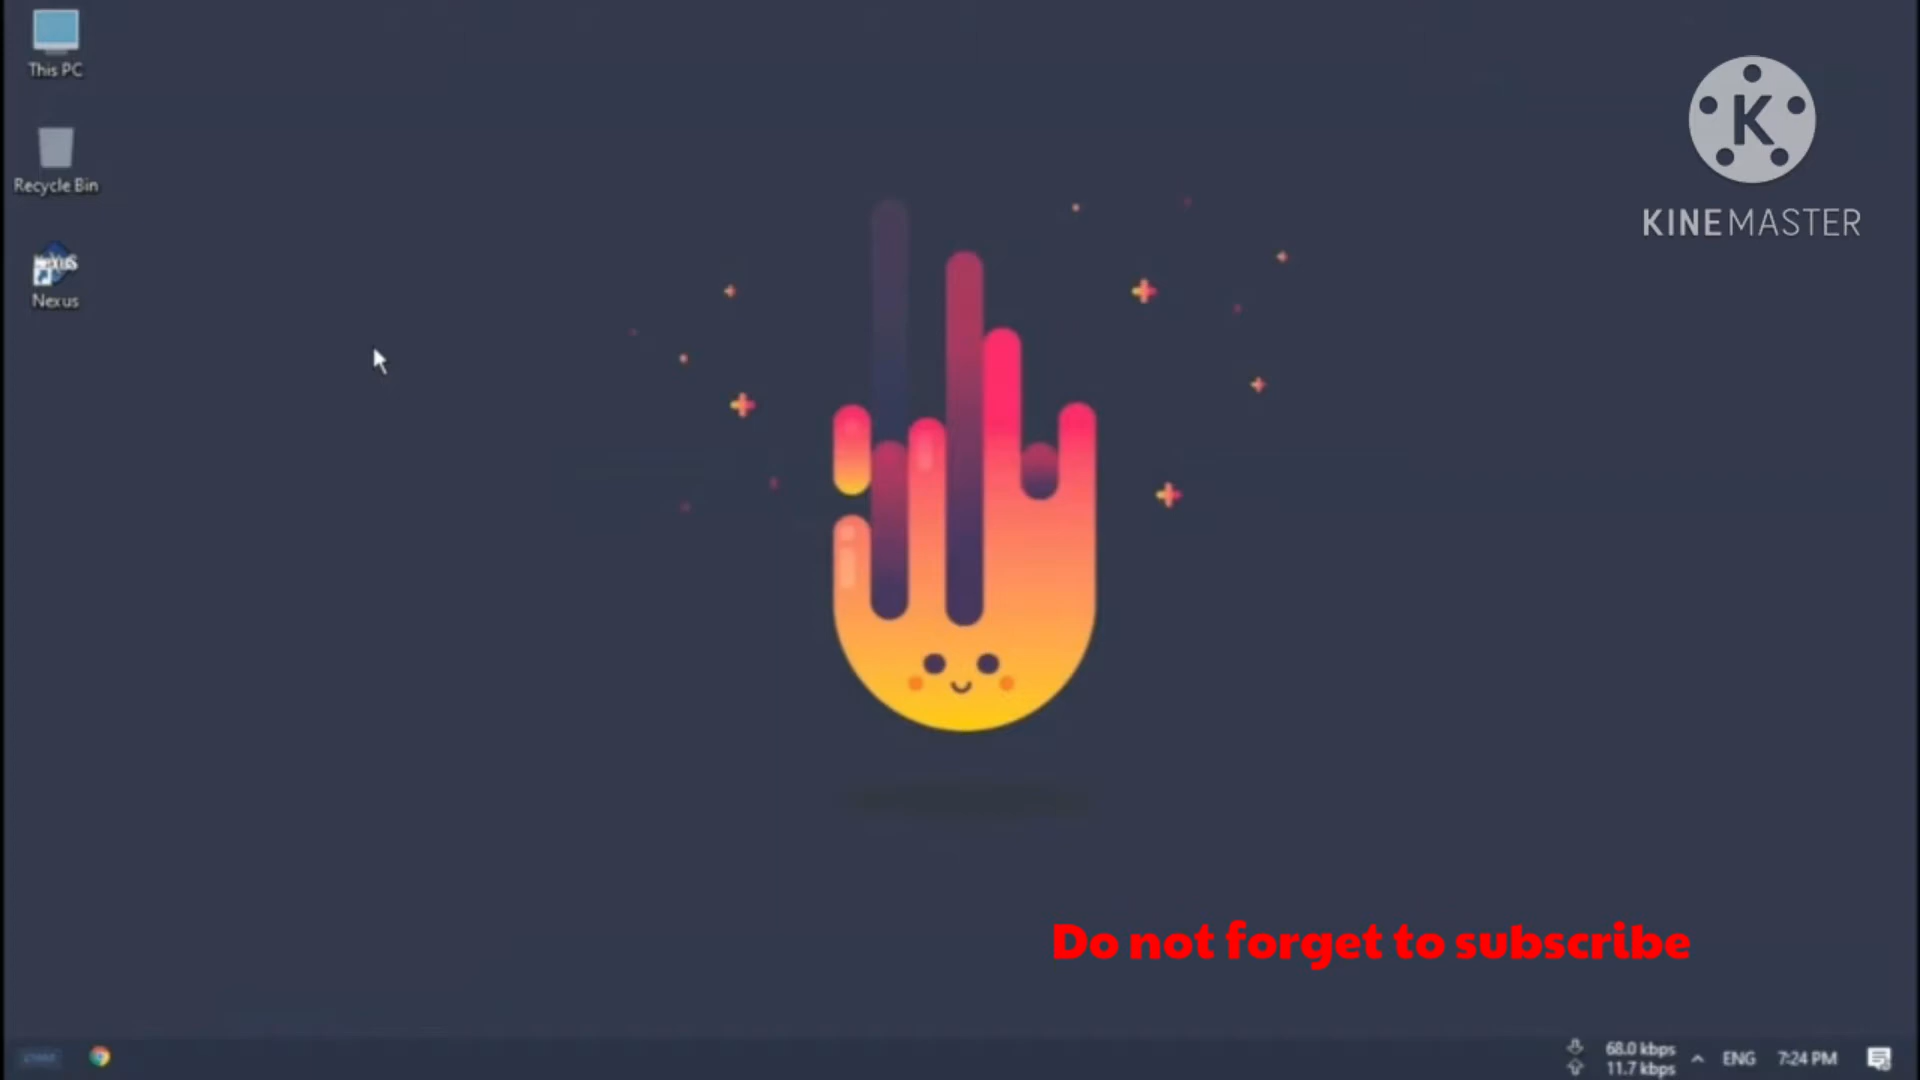 This PC
Recycle Bin
Nexus
K
KINEMASTER
Do not forget to subscribe
68.0 kbps
11.7 kbps
ENG
7:24 PM